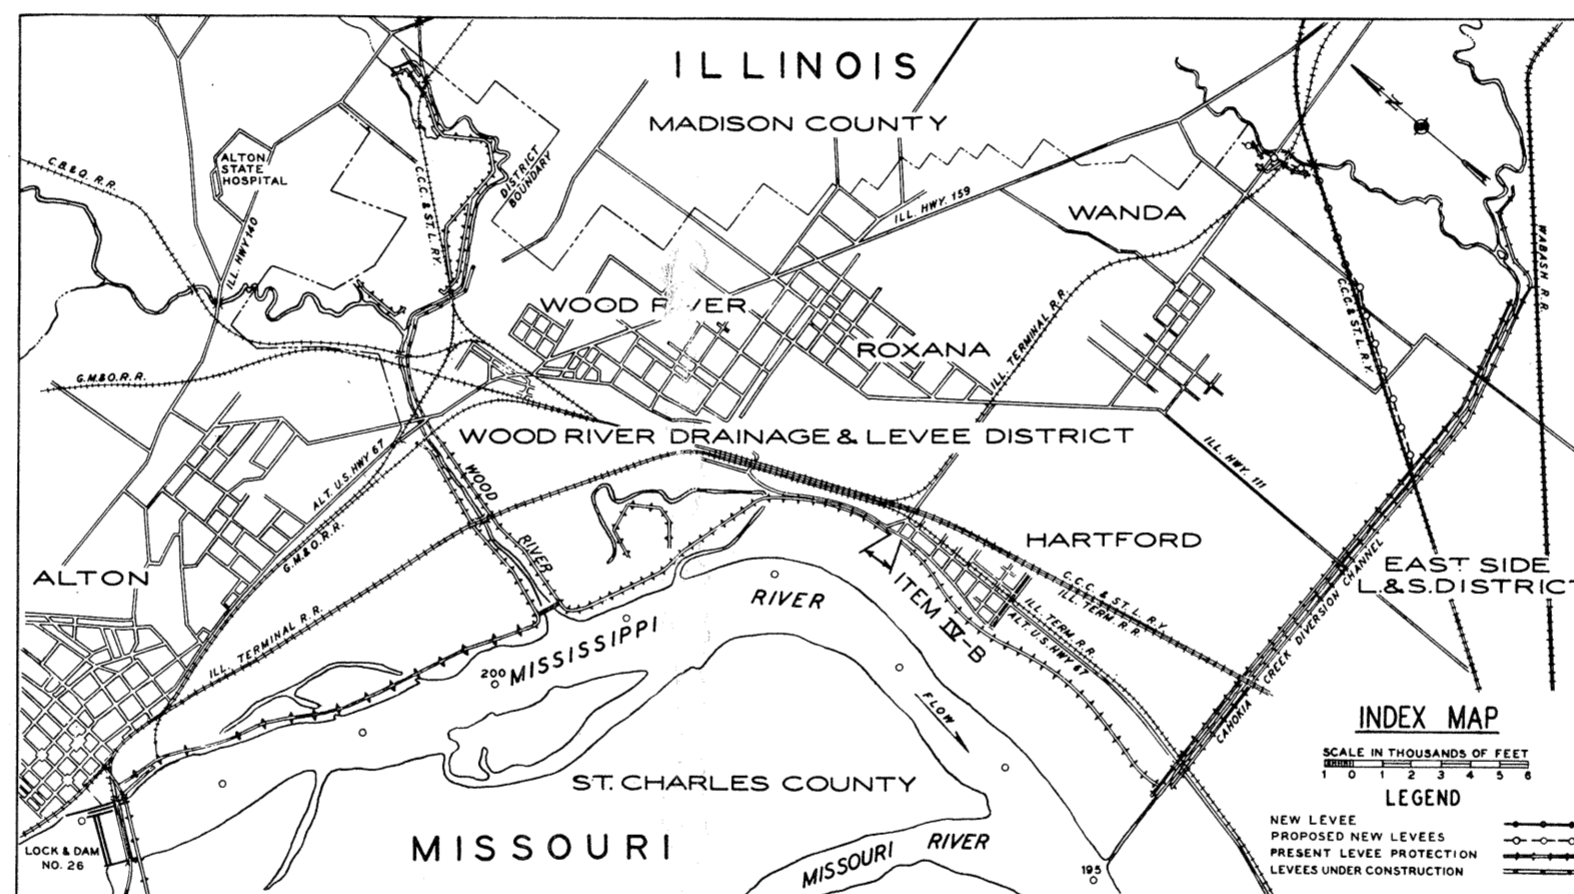 ILLINOIS
MADISON COUNTY
C.B.&Q. R.R.
ALTON
STATE
HOSPITAL
ILL. HWY 140
C.C.C. & ST. L. RY.
DISTRICT
BOUNDARY
ILL. HWY. 159
WANDA
N
WABASH R.R.
WOOD RIVER
ROXANA
ILL. TERMINAL R.R.
C.C.C. & ST. L. R.Y.
G.M.&O.R.R.
WOOD RIVER DRAINAGE & LEVEE DISTRICT
ALT. U.S. HWY 67
G.M.&O.R.R.
WOOD RIVER
ILL. HWY. 111
HARTFORD
ALTON
ILL. TERMINAL R.R.
ITEM IV-B
C.C.C. & ST. L. R.Y.
ILL. TERM. R.R.
ILL. TERM. R.R.
ALT. U.S. HWY 67
EAST SIDE
L.&S. DISTRICT
CAHOKIA CREEK DIVERSION CHANNEL
200
MISSISSIPPI RIVER
FLOW
ST. CHARLES COUNTY
MISSOURI
MISSOURI RIVER
195
LOCK & DAM
NO. 26
INDEX MAP
SCALE IN THOUSANDS OF FEET
1 0 1 2 3 4 5 6
LEGEND
NEW LEVEE
PROPOSED NEW LEVEES
PRESENT LEVEE PROTECTION
LEVEES UNDER CONSTRUCTION